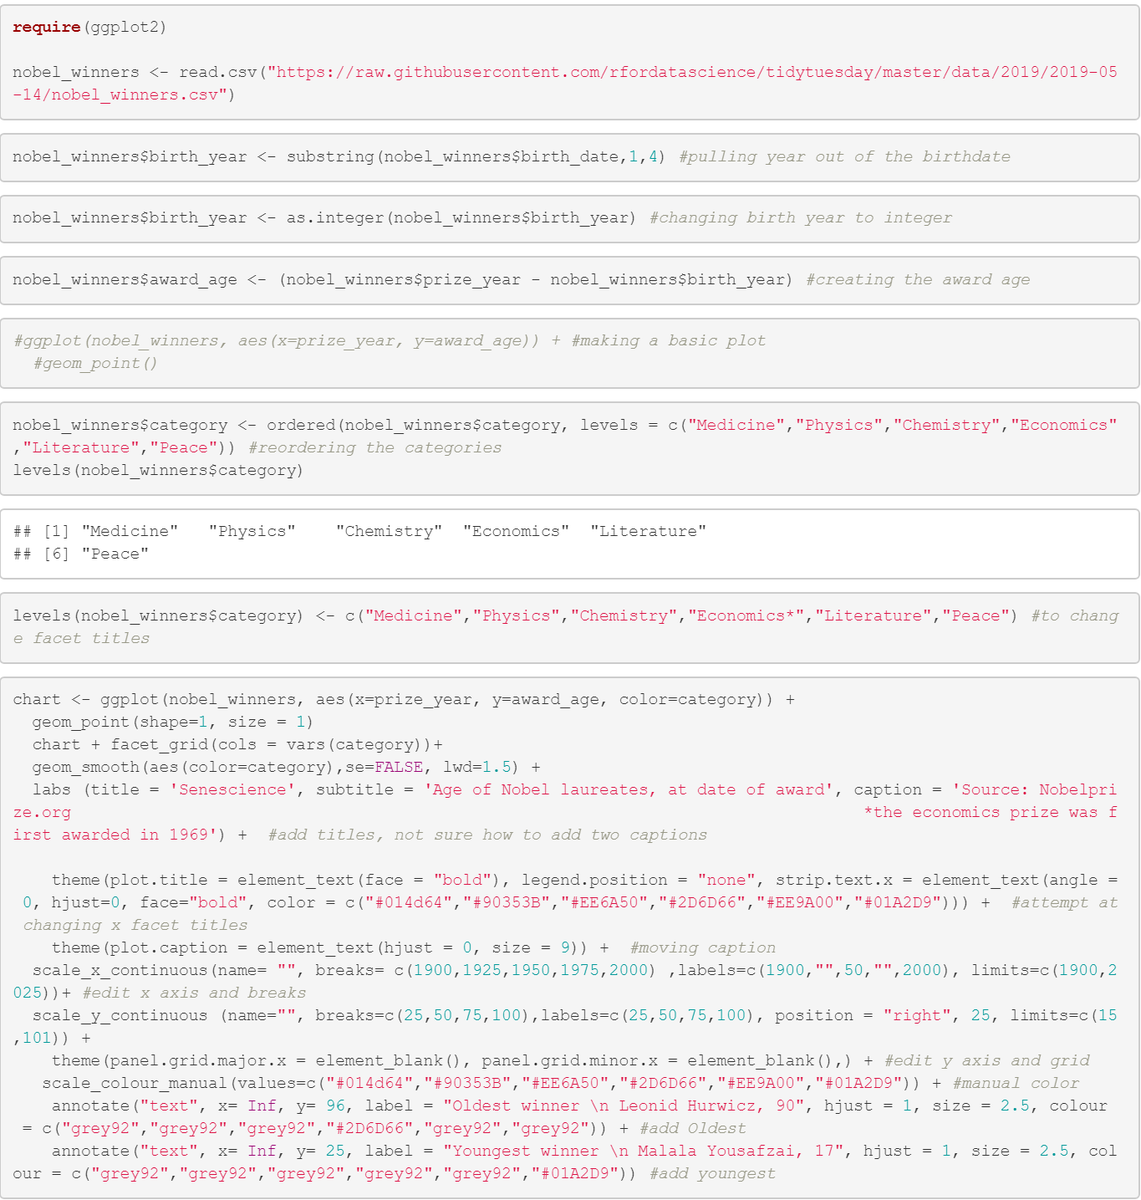 require(ggplot2)
nobel_winners <- read.csv("https://raw.githubusercontent.com/rfordatascience/tidytuesday/master/data/2019/2019-05
-14/nobel_winners.csv")
nobel_winners$birth_year <- substring(nobel_winners$birth_date,1,4) #pulling year out of the birthdate
nobel_winners$birth_year <- as.integer(nobel_winners$birth_year) #changing birth year to integer
nobel_winners$award_age <- (nobel_winners$prize_year - nobel_winners$birth_year) #creating the award age
#ggplot(nobel_winners, aes(x=prize_year, y=award_age)) + #making a basic plot
#geom_point()
nobel_winners$category <- ordered(nobel_winners$category, levels = c("Medicine","Physics","Chemistry","Economics"
,"Literature","Peace")) #reordering the categories
levels(nobel_winners$category)
## [1] "Medicine"   "Physics"    "Chemistry"  "Economics"  "Literature"
## [6] "Peace"
levels(nobel_winners$category) <- c("Medicine","Physics","Chemistry","Economics*","Literature","Peace") #to chang
e facet titles
chart <- ggplot(nobel_winners, aes(x=prize_year, y=award_age, color=category)) +
geom_point(shape=1, size = 1)
chart + facet_grid(cols = vars(category))+
geom_smooth(aes(color=category),se=FALSE, lwd=1.5) +
labs (title = 'Senescience', subtitle = 'Age of Nobel laureates, at date of award', caption = 'Source: Nobelpri
ze.org *the economics prize was f
irst awarded in 1969') +  #add titles, not sure how to add two captions
theme(plot.title = element_text(face = "bold"), legend.position = "none", strip.text.x = element_text(angle =
0, hjust=0, face="bold", color = c("#014d64","#90353B","#EE6A50","#2D6D66","#EE9A00","#01A2D9"))) +  #attempt at
changing x facet titles
theme(plot.caption = element_text(hjust = 0, size = 9)) +  #moving caption
scale_x_continuous(name= "", breaks= c(1900,1925,1950,1975,2000) ,labels=c(1900,"",50,"",2000), limits=c(1900,2
025))+ #edit x axis and breaks
scale_y_continuous (name="", breaks=c(25,50,75,100),labels=c(25,50,75,100), position = "right", 25, limits=c(15
,101)) +
theme(panel.grid.major.x = element_blank(), panel.grid.minor.x = element_blank(),) + #edit y axis and grid
scale_colour_manual(values=c("#014d64","#90353B","#EE6A50","#2D6D66","#EE9A00","#01A2D9")) + #manual color
annotate("text", x= Inf, y= 96, label = "Oldest winner \n Leonid Hurwicz, 90", hjust = 1, size = 2.5, colour
= c("grey92","grey92","grey92","#2D6D66","grey92","grey92")) + #add Oldest
annotate("text", x= Inf, y= 25, label = "Youngest winner \n Malala Yousafzai, 17", hjust = 1, size = 2.5, col
our = c("grey92","grey92","grey92","grey92","grey92","#01A2D9")) #add youngest